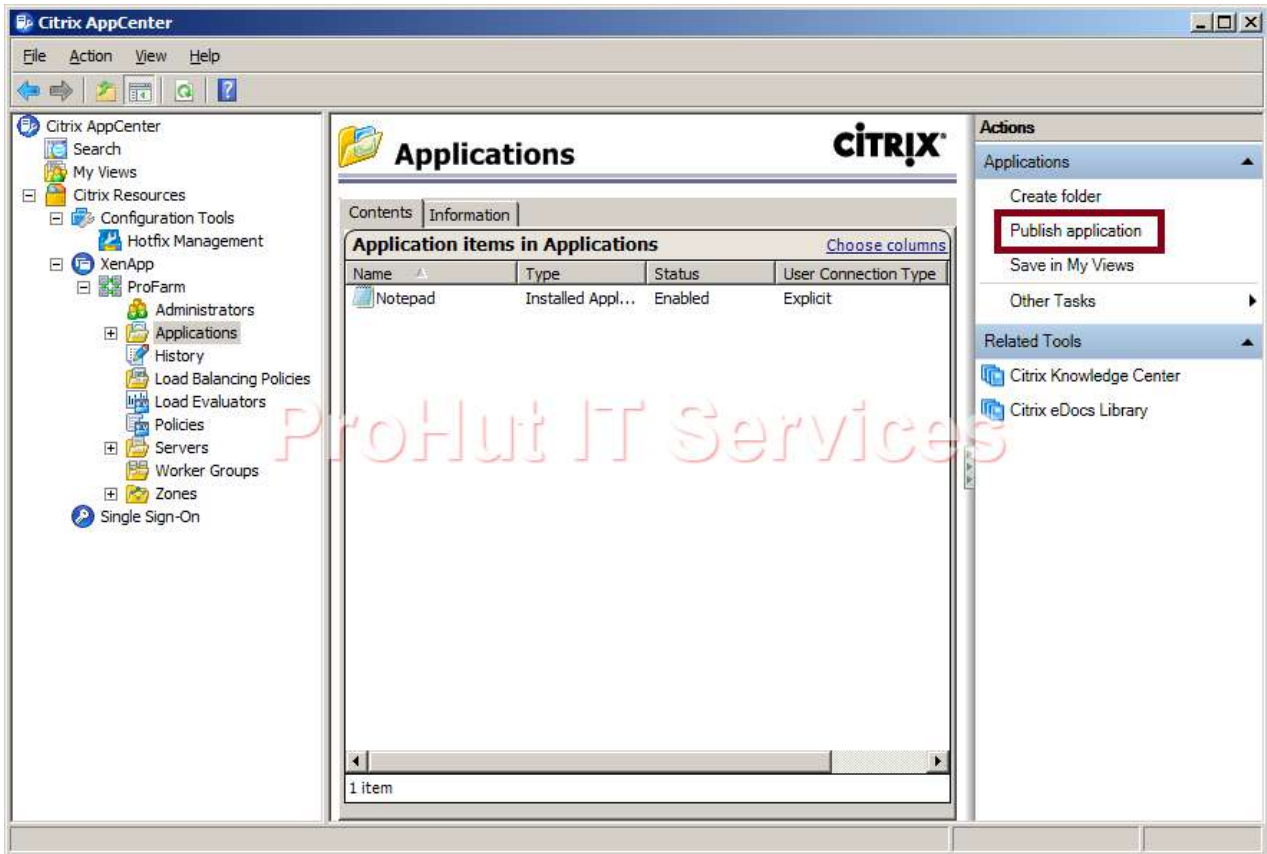 Citrix AppCenter
File Action View Help
Citrix AppCenter
Search
My Views
Citrix Resources
Configuration Tools
Hotfix Management
XenApp
ProFarm
Administrators
Applications
History
Load Balancing Policies
Load Evaluators
Policies
Servers
Worker Groups
Zones
Single Sign-On
Applications
CITRIX
Contents Information
Application items in Applications Choose columns
Name Type Status User Connection Type
Notepad Installed Appl... Enabled Explicit
1 item
Actions
Applications
Create folder
Publish application
Save in My Views
Other Tasks
Related Tools
Citrix Knowledge Center
Citrix eDocs Library
ProHut IT Services